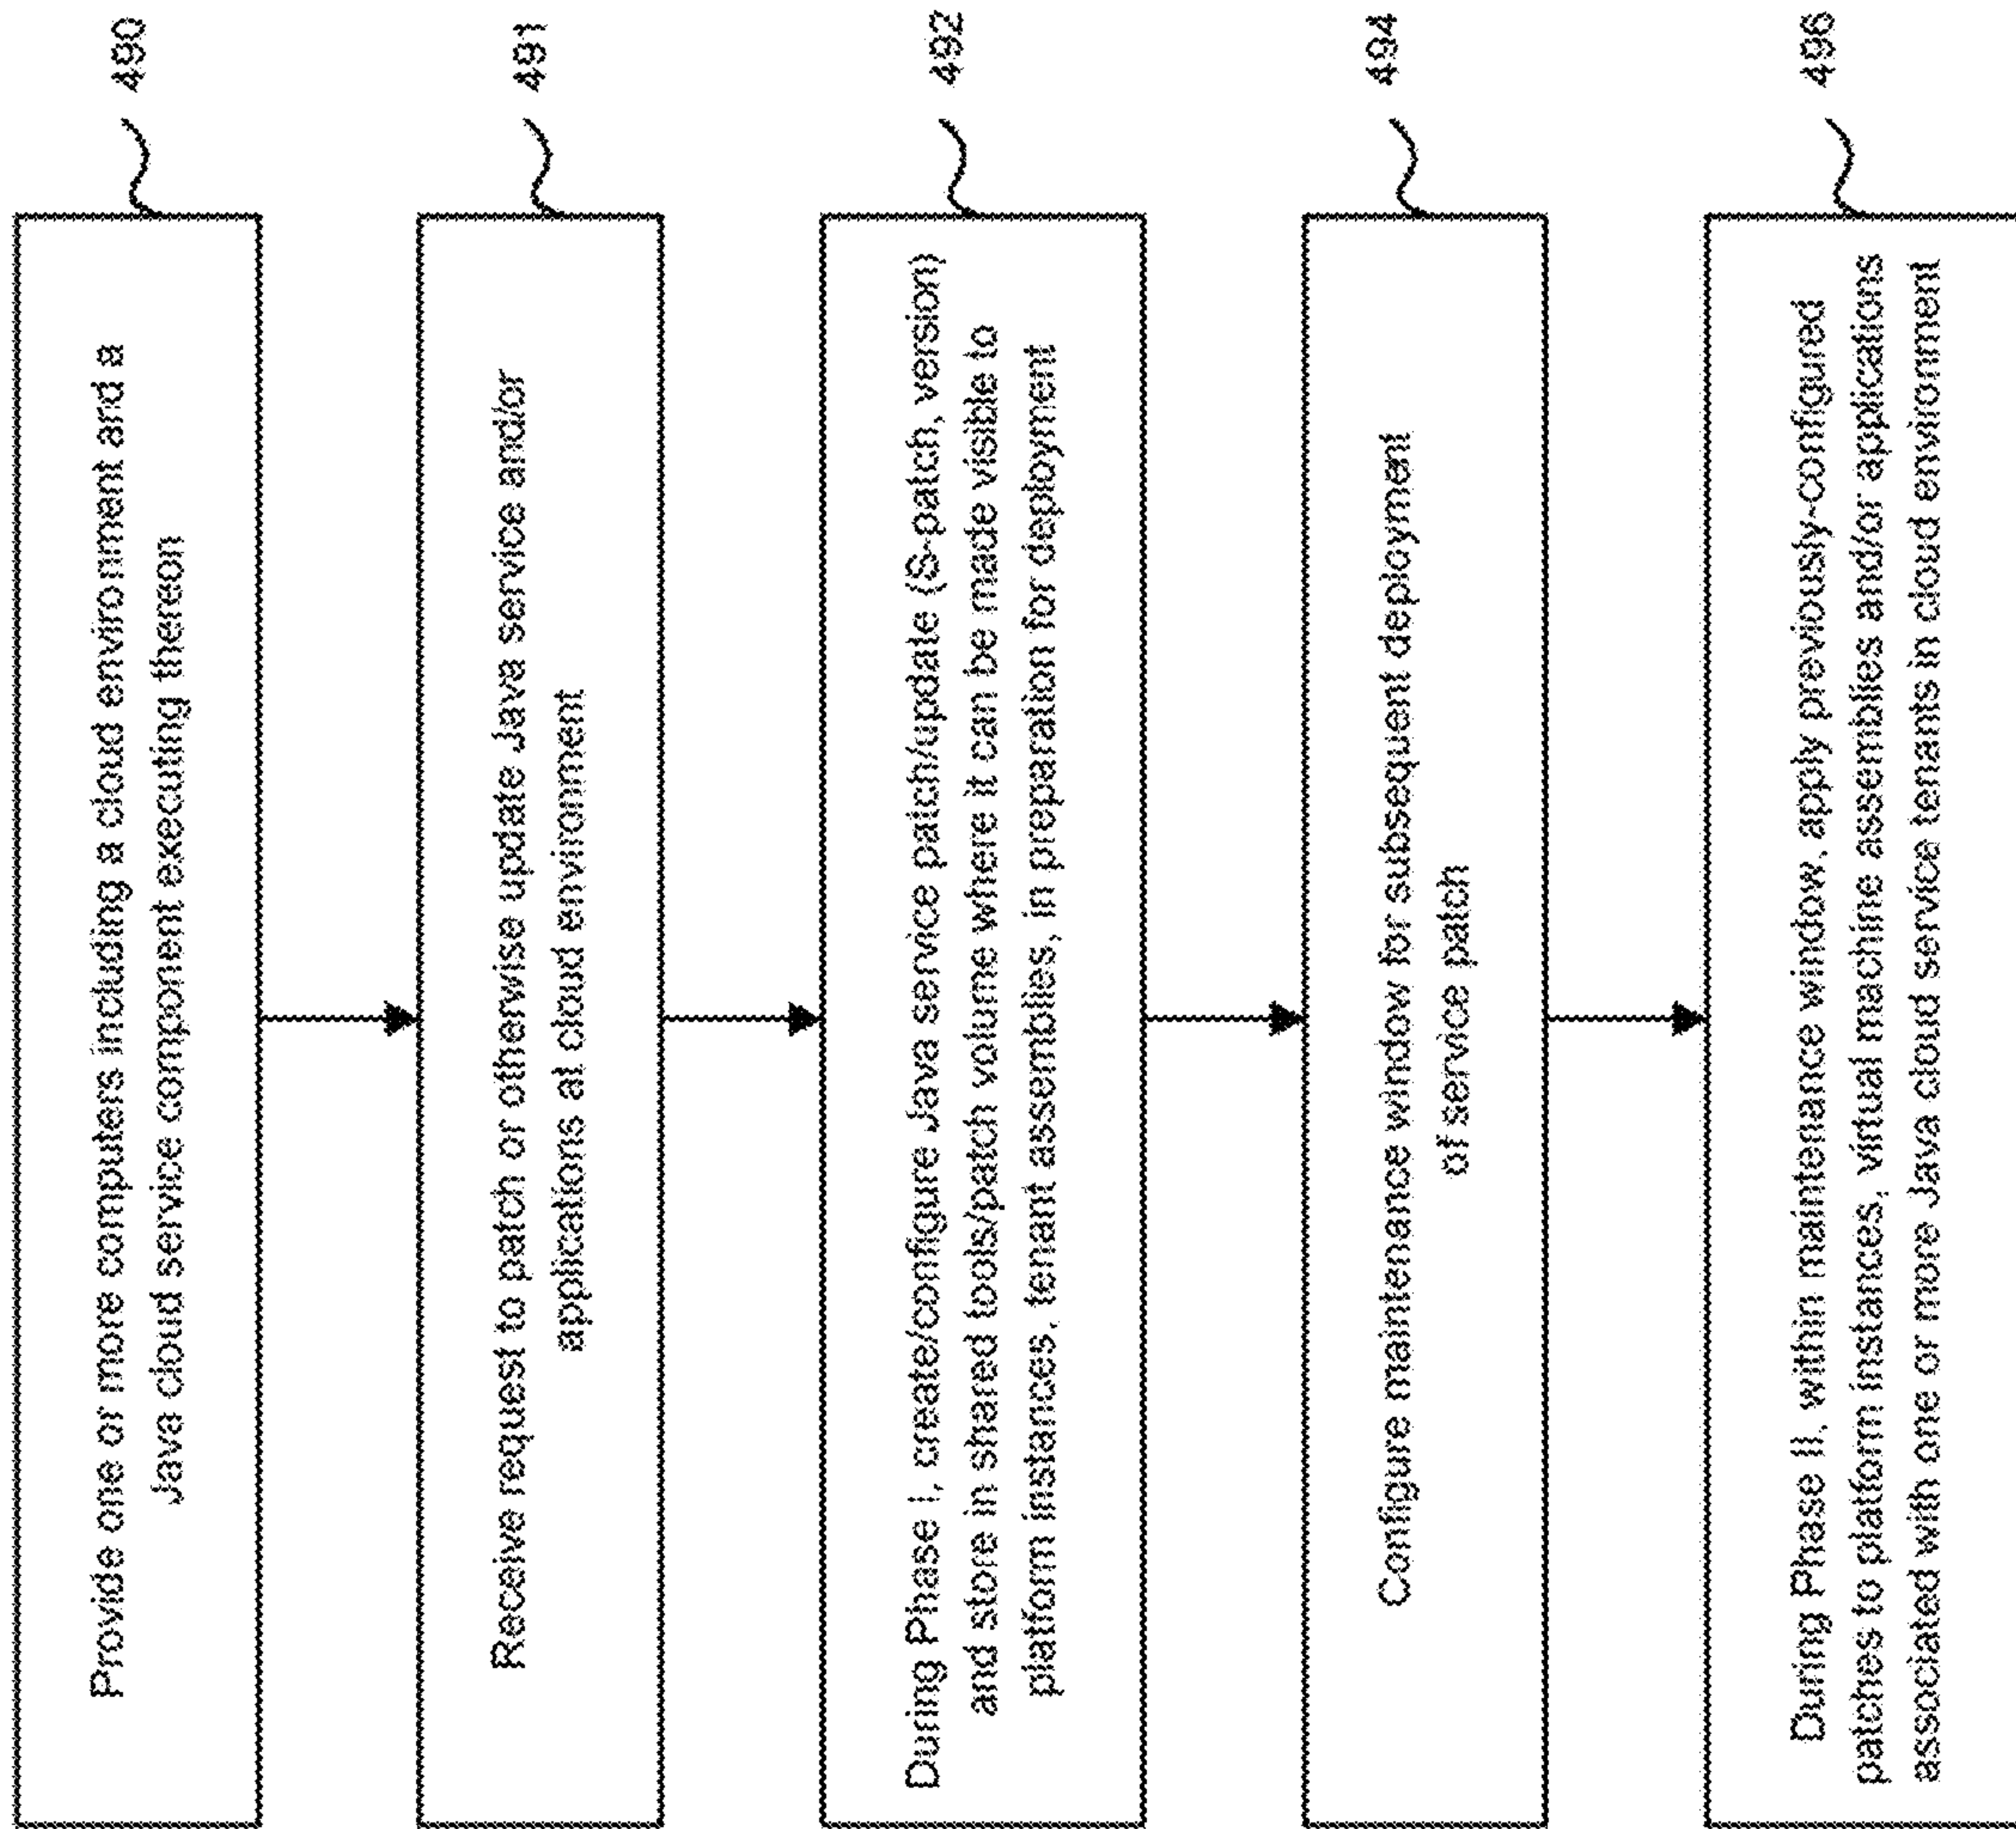 Provide one or more computers including a cloud environment and a
Java cloud service component executing thereon
490
Receive request to patch or otherwise update Java service and/or
applications at cloud environment
491
During Phase I, create/configure Java service patch/update (S-patch, version)
and store in shared tools/patch volume where it can be made visible to
platform instances, tenant assemblies, in preparation for deployment
492
Configure maintenance window for subsequent deployment
of service patch
494
During Phase II, within maintenance window, apply previously-configured
patches to platform instances, virtual machine assemblies and/or applications
associated with one or more Java cloud service tenants in cloud environment
496